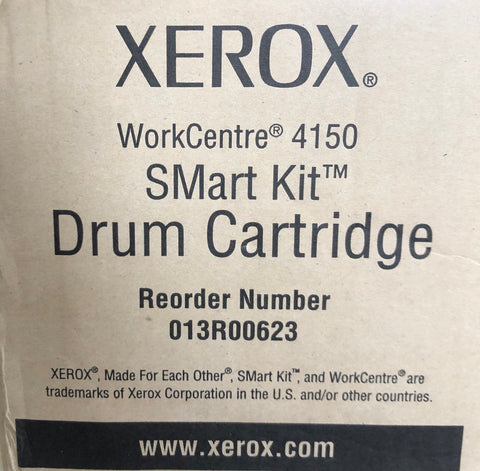 XEROX®
WorkCentre® 4150
SMart Kit™
Drum Cartridge
Reorder Number
013R00623
XEROX®, Made For Each Other®, SMart Kit™, and WorkCentre® are
trademarks of Xerox Corporation in the U.S. and/or other countries.
www.xerox.com